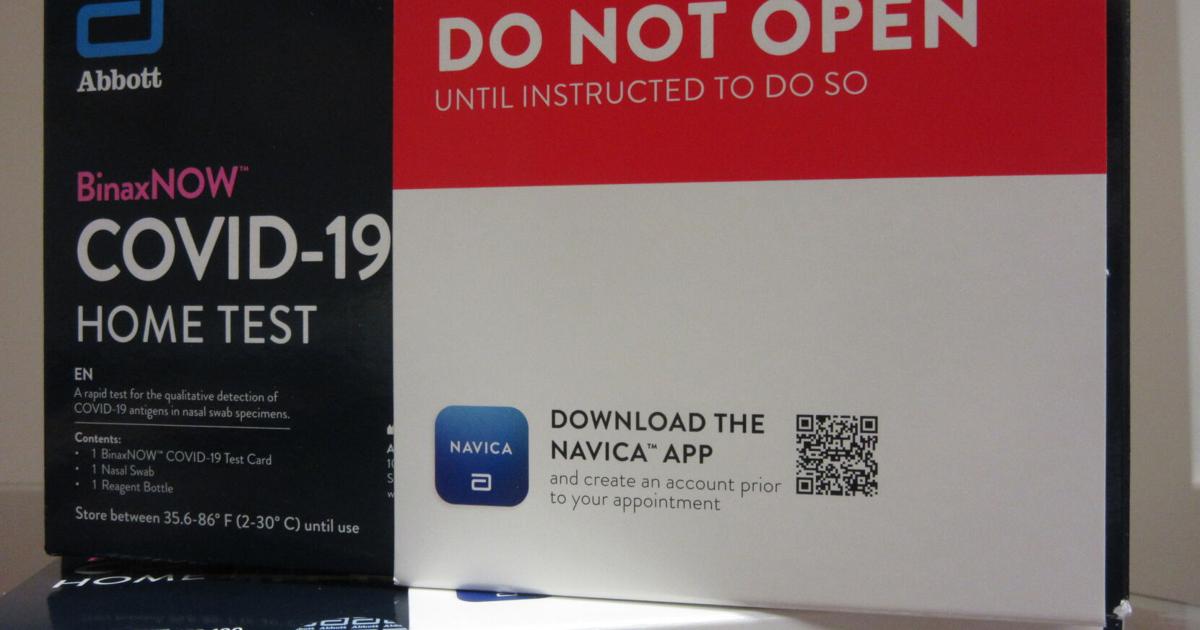 Abbott
BinaxNOW™
COVID-19
HOME TEST
EN
A rapid test for the qualitative detection of
COVID-19 antigens in nasal swab specimens.
Contents:
• 1 BinaxNOW™ COVID-19 Test Card
• 1 Nasal Swab
• 1 Reagent Bottle
Store between 35.6-86° F (2-30° C) until use
DO NOT OPEN
UNTIL INSTRUCTED TO DO SO
NAVICA
DOWNLOAD THE
NAVICA™ APP
and create an account prior
to your appointment
HOME
Abbott Abbott Abbott